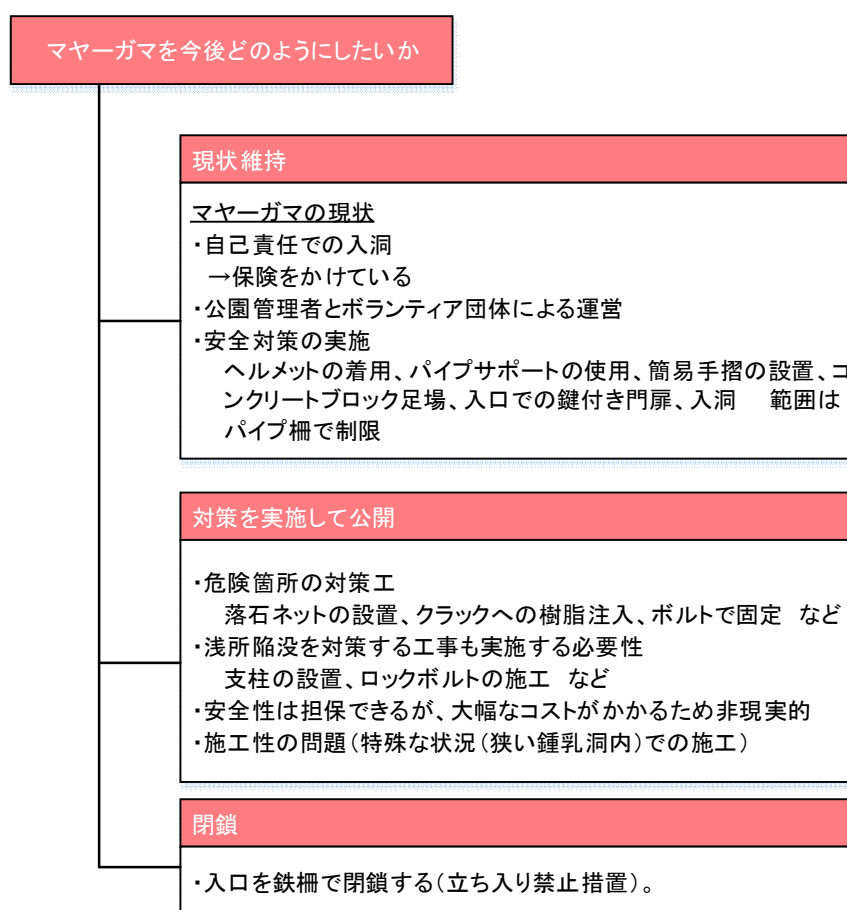 マヤーガマを今後どのようにしたいか
現状維持
マヤーガマの現状
・自己責任での入洞
→保険をかけている
・公園管理者とボランティア団体による運営
・安全対策の実施
ヘルメットの着用、パイプサポートの使用、簡易手摺の設置、コ
ンクリートブロック足場、入口での鍵付き門扉、入洞　範囲は
パイプ柵で制限
対策を実施して公開
・危険箇所の対策工
落石ネットの設置、クラックへの樹脂注入、ボルトで固定　など
・浅所陥没を対策する工事も実施する必要性
支柱の設置、ロックボルトの施工　など
・安全性は担保できるが、大幅なコストがかかるため非現実的
・施工性の問題(特殊な状況(狭い鍾乳洞内)での施工)
閉鎖
・入口を鉄柵で閉鎖する(立ち入り禁止措置)。